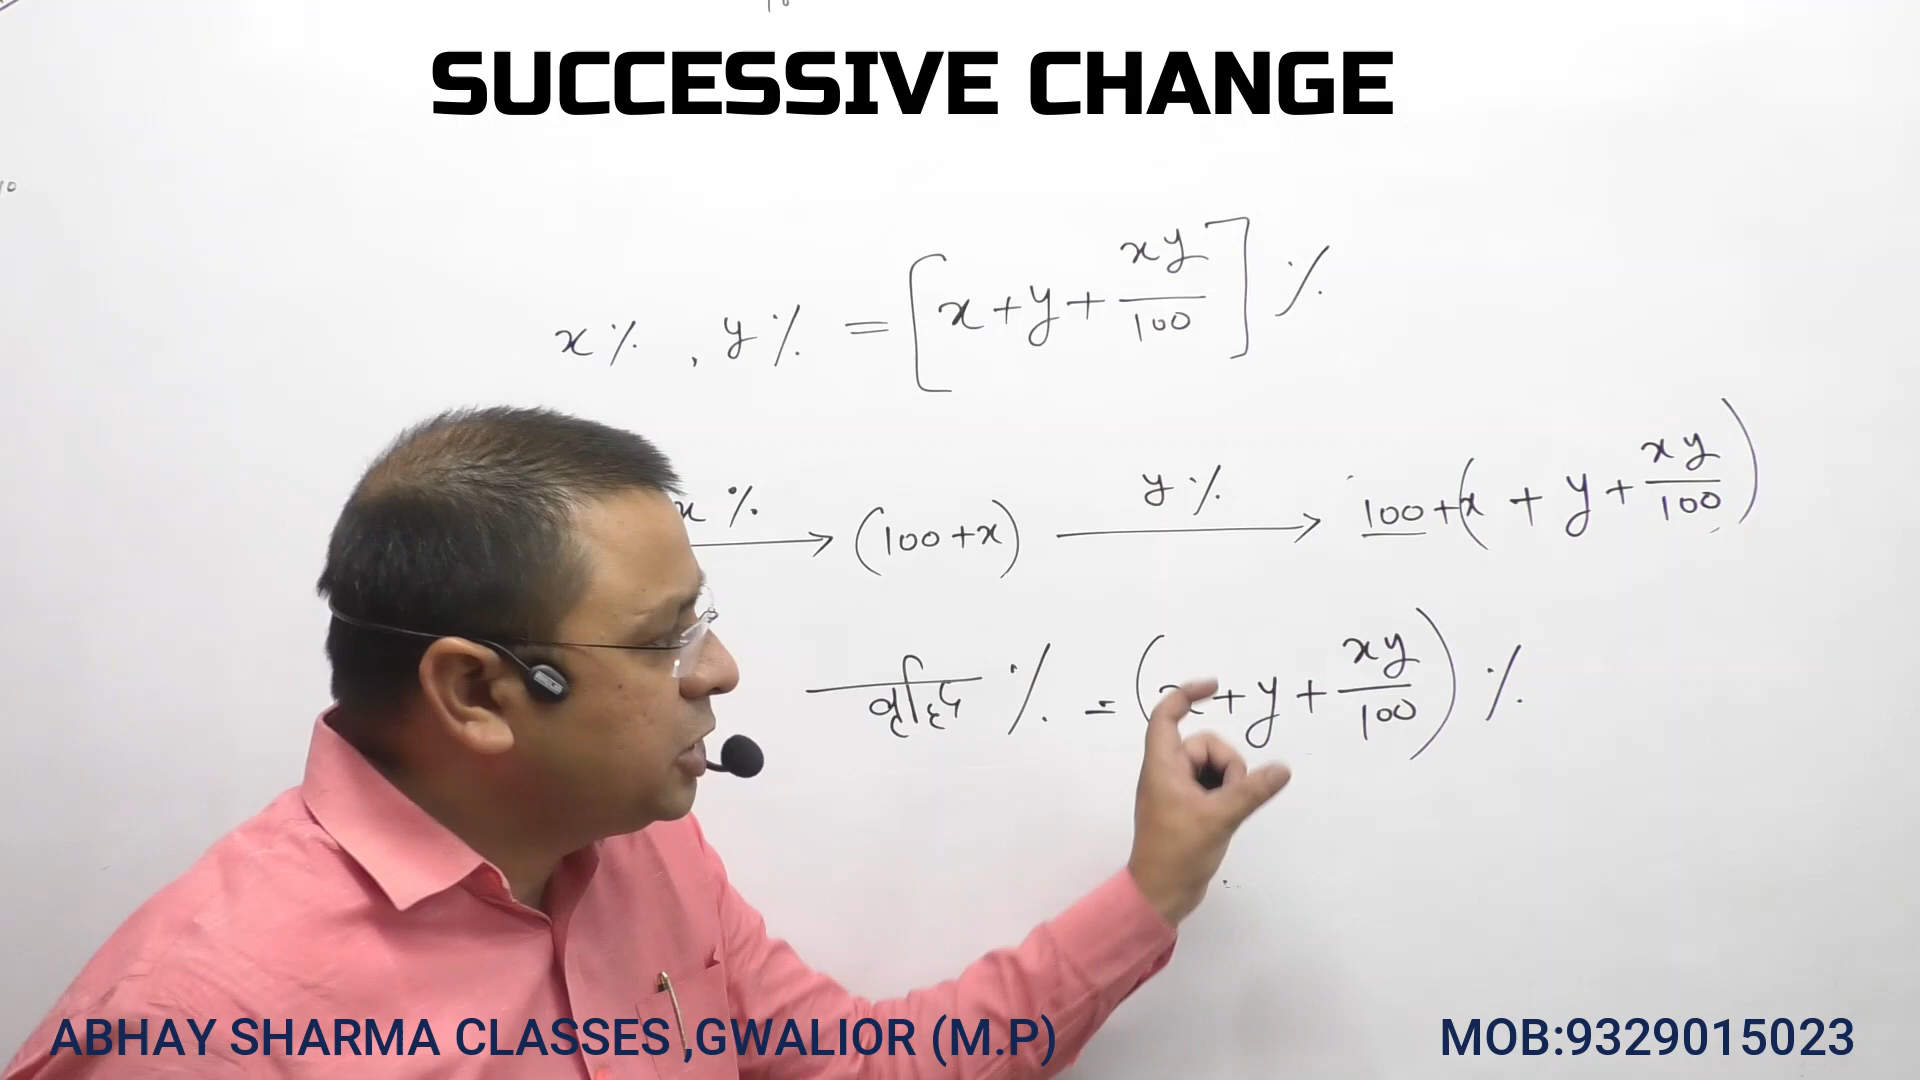 SUCCESSIVE CHANGE
x% , y% = [x+y+xy/100] %
x% → (100+x) y% → 100+(x + y + xy/100)
वृद्धि % = (x+y+xy/100) %
ABHAY SHARMA CLASSES ,GWALIOR (M.P)
MOB:9329015023